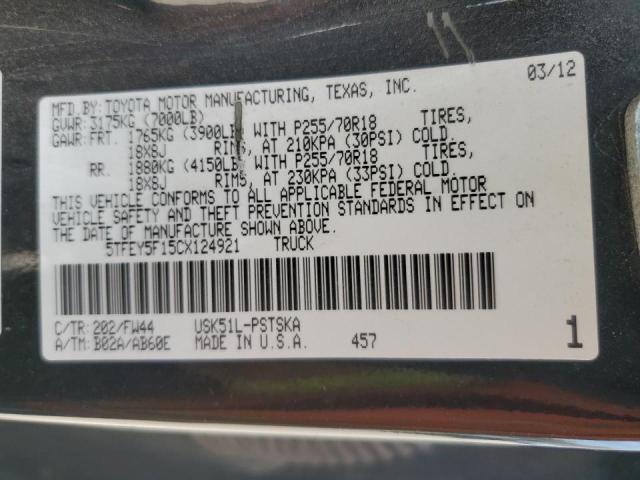 MFD BY: TOYOTA MOTOR MANUFACTURING, TEXAS, INC. 03/12
GVWR: 3175KG (7000LB)
GAWR: FRT. 1765KG (3900LB) WITH P255/70R18 TIRES,
18X8J RIMS, AT 210KPA (30PSI) COLD.
RR. 1880KG (4150LB) WITH P255/70R18 TIRES,
18X8J RIMS, AT 230KPA (33PSI) COLD.
THIS VEHICLE CONFORMS TO ALL APPLICABLE FEDERAL MOTOR
VEHICLE SAFETY AND THEFT PREVENTION STANDARDS IN EFFECT ON
THE DATE OF MANUFACTURE SHOWN ABOVE.
5TFEY5F15CX124921 TRUCK
C/TR: 202/FW44 USK51L-PSTSKA
A/TM: B02A/AB60E MADE IN U.S.A. 457 1